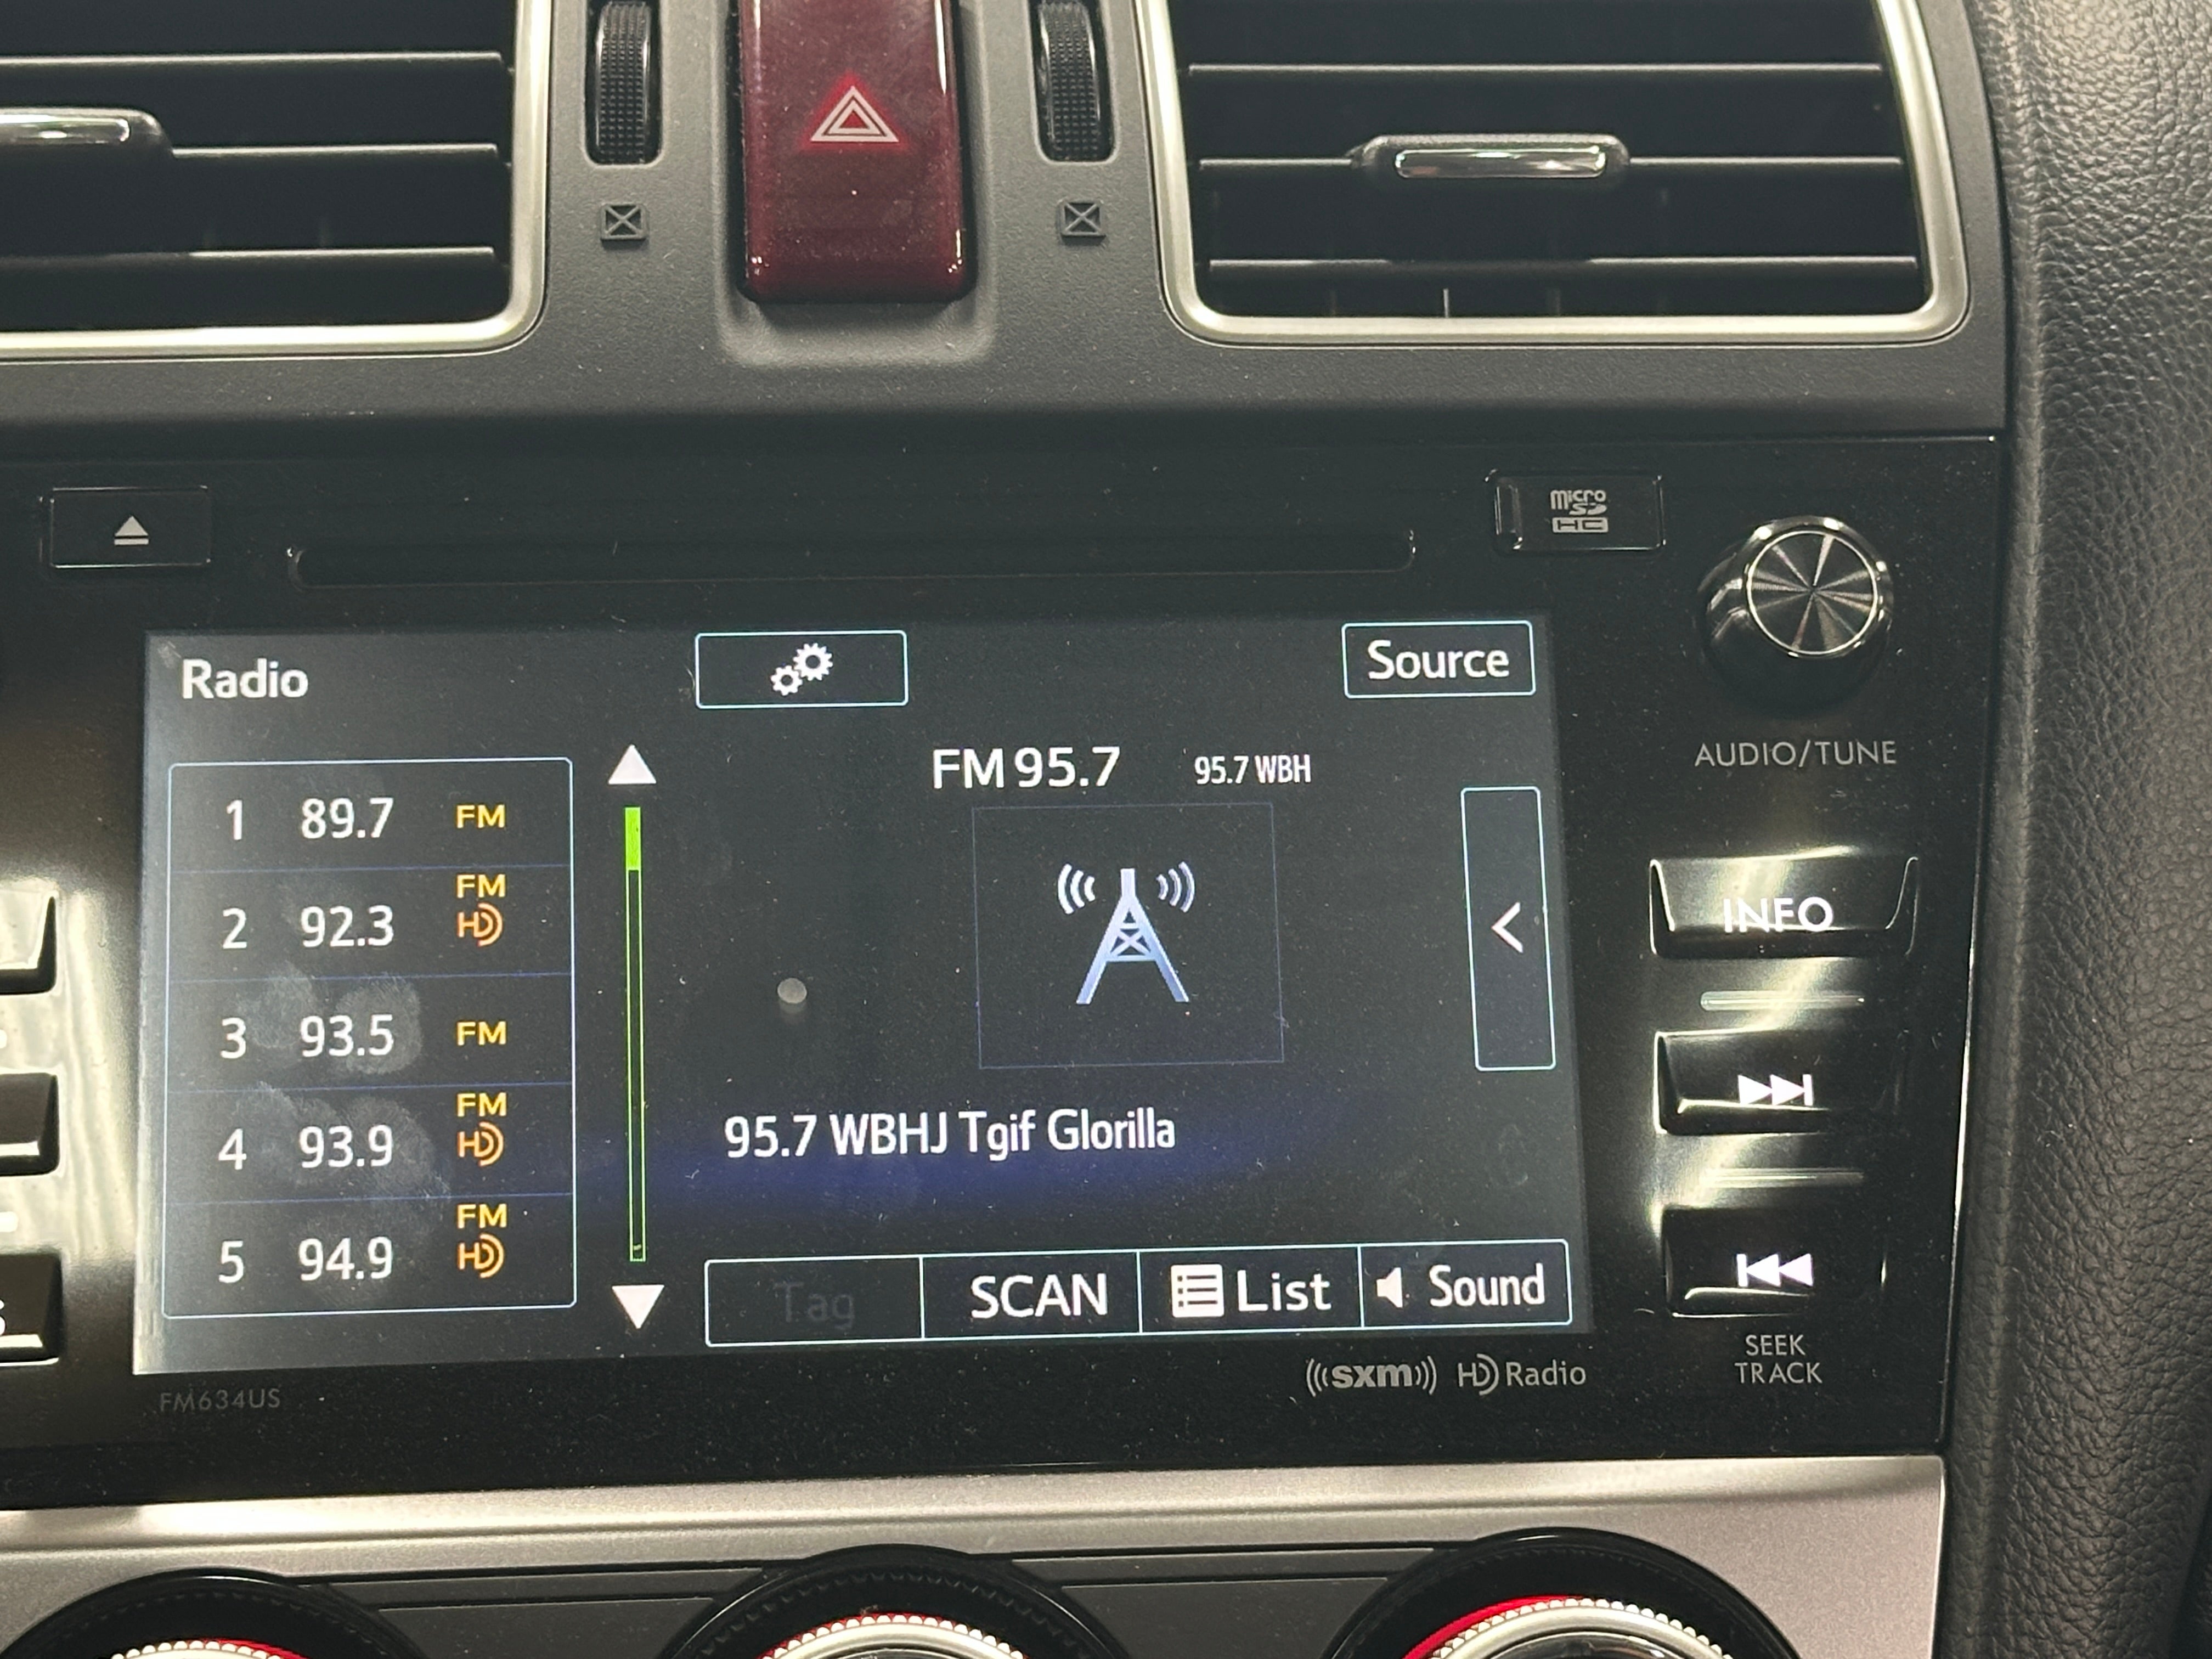 micro
SD
HC
Radio
Source
AUDIO/TUNE
FM 95.7 95.7 WBH
1 89.7 FM
2 92.3 FM HD
3 93.5 FM
4 93.9 FM HD
5 94.9 FM HD
INFO
95.7 WBHJ Tgif Glorilla
Tag SCAN List Sound
SEEK
TRACK
FM634US
((sxm)) HD Radio